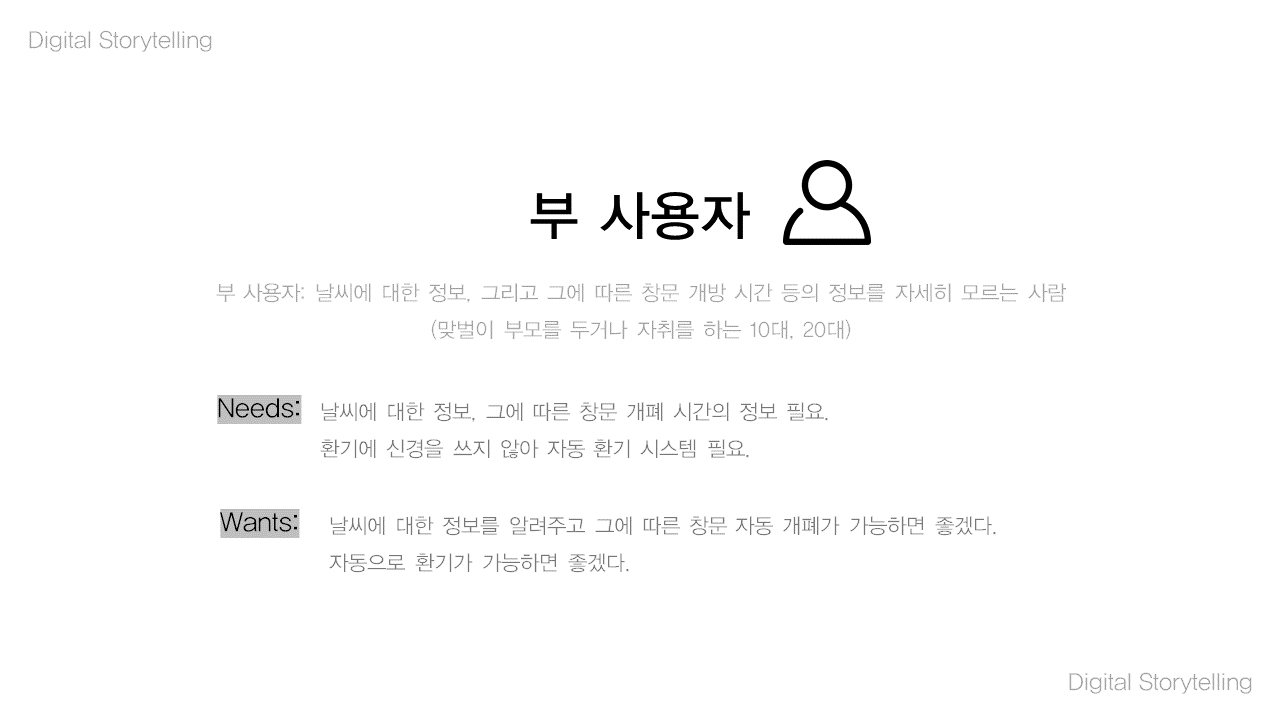 Digital Storytelling
부 사용자
부 사용자: 날씨에 대한 정보, 그리고 그에 따른 창문 개방 시간 등의 정보를 자세히 모르는 사람
(맞벌이 부모를 두거나 자취를 하는 10대, 20대)
Needs: 날씨에 대한 정보, 그에 따른 창문 개폐 시간의 정보 필요.
환기에 신경을 쓰지 않아 자동 환기 시스템 필요.
Wants: 날씨에 대한 정보를 알려주고 그에 따른 창문 자동 개폐가 가능하면 좋겠다.
자동으로 환기가 가능하면 좋겠다.
Digital Storytelling